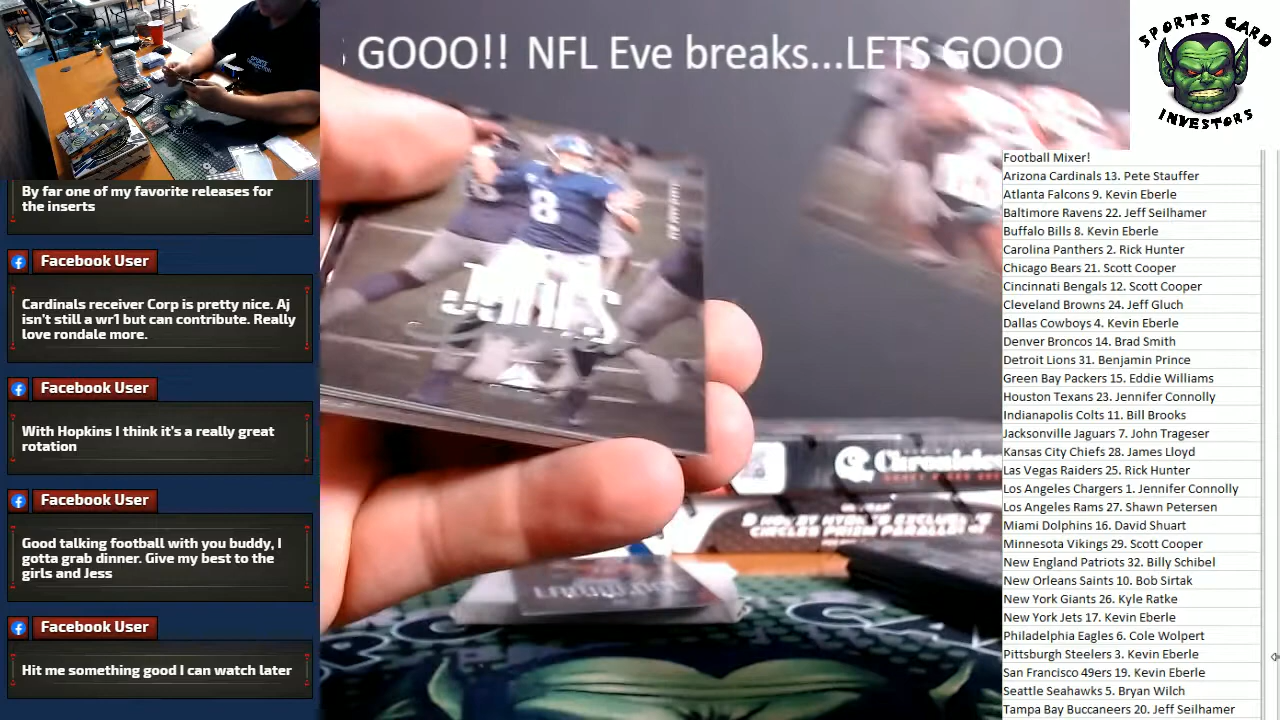 GOOO!! NFL Eve breaks...LETS GOOO
SPORTS CARD
INVESTORS
By far one of my favorite releases for
the inserts
Facebook User
Cardinals receiver Corp is pretty nice. Aj
isn't still a wr1 but can contribute. Really
love rondale more.
Facebook User
With Hopkins I think it's a really great
rotation
Facebook User
Good talking football with you buddy, I
gotta grab dinner. Give my best to the
girls and Jess
Facebook User
Hit me something good I can watch later
8
Jones
Chronicles
Football Mixer!
Arizona Cardinals 13. Pete Stauffer
Atlanta Falcons 9. Kevin Eberle
Baltimore Ravens 22. Jeff Seilhamer
Buffalo Bills 8. Kevin Eberle
Carolina Panthers 2. Rick Hunter
Chicago Bears 21. Scott Cooper
Cincinnati Bengals 12. Scott Cooper
Cleveland Browns 24. Jeff Gluch
Dallas Cowboys 4. Kevin Eberle
Denver Broncos 14. Brad Smith
Detroit Lions 31. Benjamin Prince
Green Bay Packers 15. Eddie Williams
Houston Texans 23. Jennifer Connolly
Indianapolis Colts 11. Bill Brooks
Jacksonville Jaguars 7. John Trageser
Kansas City Chiefs 28. James Lloyd
Las Vegas Raiders 25. Rick Hunter
Los Angeles Chargers 1. Jennifer Connolly
Los Angeles Rams 27. Shawn Petersen
Miami Dolphins 16. David Shuart
Minnesota Vikings 29. Scott Cooper
New England Patriots 32. Billy Schibel
New Orleans Saints 10. Bob Sirtak
New York Giants 26. Kyle Ratke
New York Jets 17. Kevin Eberle
Philadelphia Eagles 6. Cole Wolpert
Pittsburgh Steelers 3. Kevin Eberle
San Francisco 49ers 19. Kevin Eberle
Seattle Seahawks 5. Bryan Wilch
Tampa Bay Buccaneers 20. Jeff Seilhamer